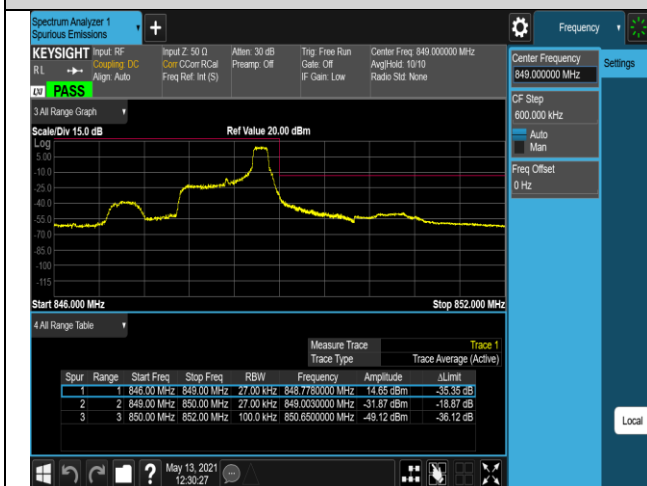 Spectrum Analyzer 1
Spurious Emissions
Frequency
KEYSIGHT Input: RF Input Z: 50 Ω Atten: 30 dB Trig: Free Run Center Freq: 849.000000 MHz
RL Coupling: DC Corr CCorr RCal Preamp: Off Gate: Off Avg|Hold: 10/10
Align: Auto Freq Ref: Int (S) IF Gain: Low Radio Std: None
LXI PASS
Center Frequency
849.000000 MHz
Settings
CF Step
600.000 kHz
Auto
Man
Freq Offset
0 Hz
3 All Range Graph
Scale/Div 15.0 dB Ref Value 20.00 dBm
Log
5.00
-10.0
-25.0
-40.0
-55.0
-70.0
-85.0
-100
-115
Start 846.000 MHz Stop 852.000 MHz
4 All Range Table
Measure Trace Trace 1
Trace Type Trace Average (Active)
Spur Range Start Freq Stop Freq RBW Frequency Amplitude ΔLimit
1 1 846.00 MHz 849.00 MHz 27.00 kHz 848.7780000 MHz 14.65 dBm -35.35 dB
2 2 849.00 MHz 850.00 MHz 27.00 kHz 849.0030000 MHz -31.87 dBm -18.87 dB
3 3 850.00 MHz 852.00 MHz 100.0 kHz 850.6500000 MHz -49.12 dBm -36.12 dB
Local
May 13, 2021
12:30:27